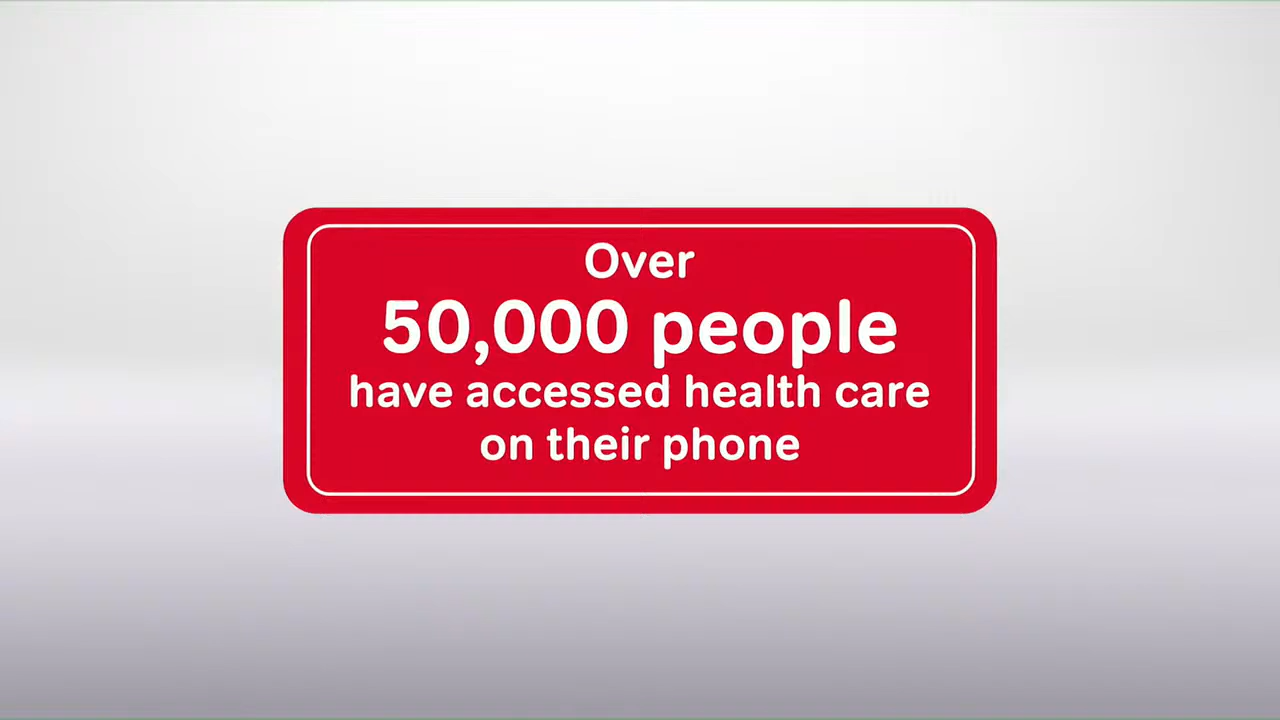 Over
50,000 people
have accessed health care
on their phone